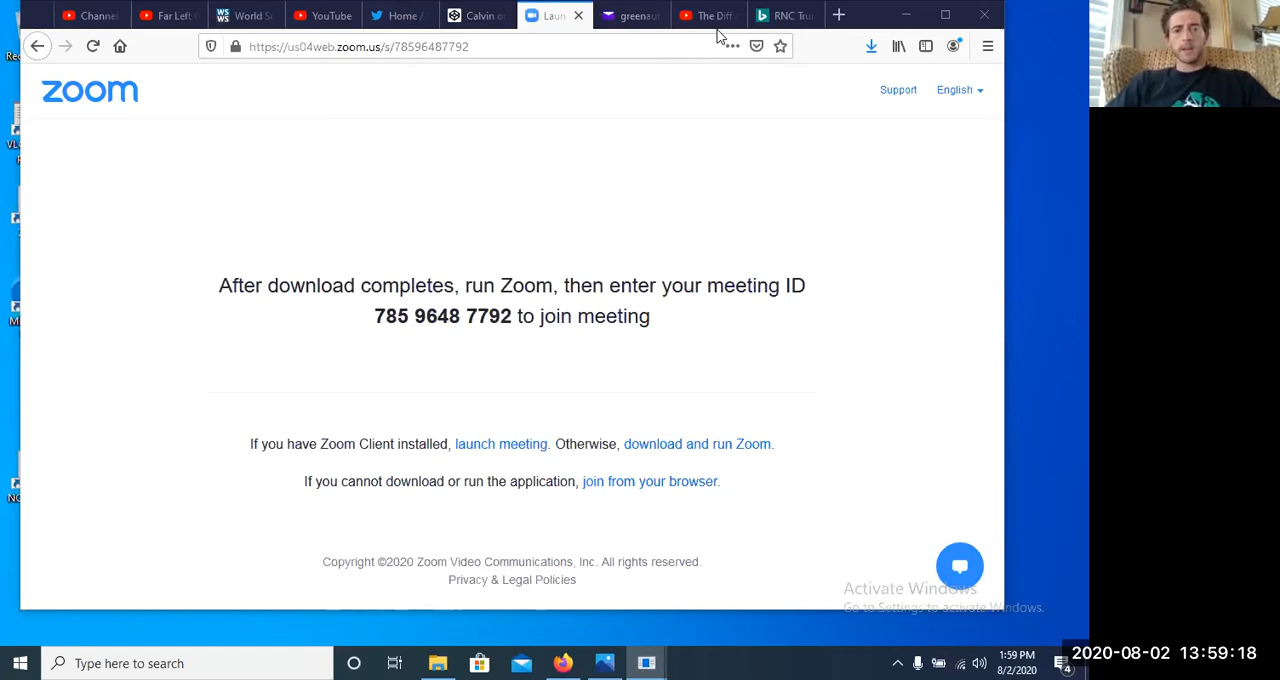 Channel
Far Left
WS WS World So
YouTube
Home /
Calvin o
Laun
greenau
The Diff
RNC Tru
https://us04web.zoom.us/s/78596487792
zoom
Support
English
After download completes, run Zoom, then enter your meeting ID
785 9648 7792 to join meeting
If you have Zoom Client installed, launch meeting. Otherwise, download and run Zoom.
If you cannot download or run the application, join from your browser.
Copyright ©2020 Zoom Video Communications, Inc. All rights reserved.
Privacy & Legal Policies
Activate Windows
Go to Settings to activate Windows.
Type here to search
1:59 PM
8/2/2020
4
2020-08-02 13:59:18